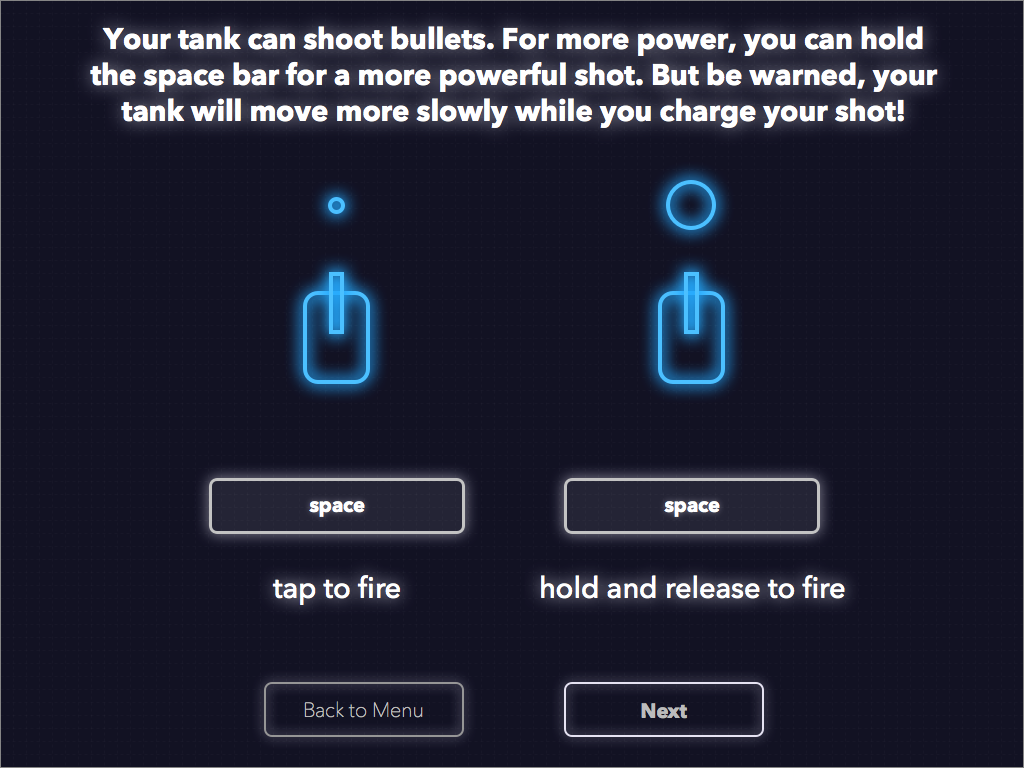 Your tank can shoot bullets. For more power, you can hold
the space bar for a more powerful shot. But be warned, your
tank will move more slowly while you charge your shot!
space
space
tap to fire
hold and release to fire
Back to Menu
Next